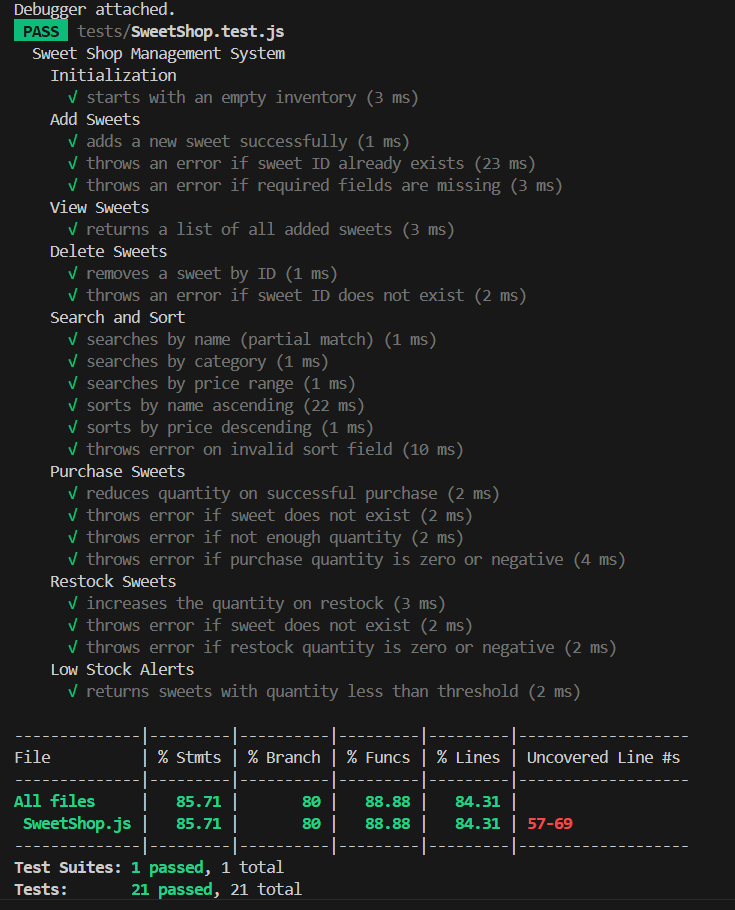 Debugger attached.
PASS tests/SweetShop.test.js
Sweet Shop Management System
Initialization
√ starts with an empty inventory (3 ms)
Add Sweets
√ adds a new sweet successfully (1 ms)
√ throws an error if sweet ID already exists (23 ms)
√ throws an error if required fields are missing (3 ms)
View Sweets
√ returns a list of all added sweets (3 ms)
Delete Sweets
√ removes a sweet by ID (1 ms)
√ throws an error if sweet ID does not exist (2 ms)
Search and Sort
√ searches by name (partial match) (1 ms)
√ searches by category (1 ms)
√ searches by price range (1 ms)
√ sorts by name ascending (22 ms)
√ sorts by price descending (1 ms)
√ throws error on invalid sort field (10 ms)
Purchase Sweets
√ reduces quantity on successful purchase (2 ms)
√ throws error if sweet does not exist (2 ms)
√ throws error if not enough quantity (2 ms)
√ throws error if purchase quantity is zero or negative (4 ms)
Restock Sweets
√ increases the quantity on restock (3 ms)
√ throws error if sweet does not exist (2 ms)
√ throws error if restock quantity is zero or negative (2 ms)
Low Stock Alerts
√ returns sweets with quantity less than threshold (2 ms)
--------------|---------|----------|---------|---------|-------------------
File          | % Stmts | % Branch | % Funcs | % Lines | Uncovered Line #s
--------------|---------|----------|---------|---------|-------------------
All files     |   85.71 |       80 |   88.88 |   84.31 |
 SweetShop.js |   85.71 |       80 |   88.88 |   84.31 | 57-69
--------------|---------|----------|---------|---------|-------------------
Test Suites: 1 passed, 1 total
Tests:       21 passed, 21 total